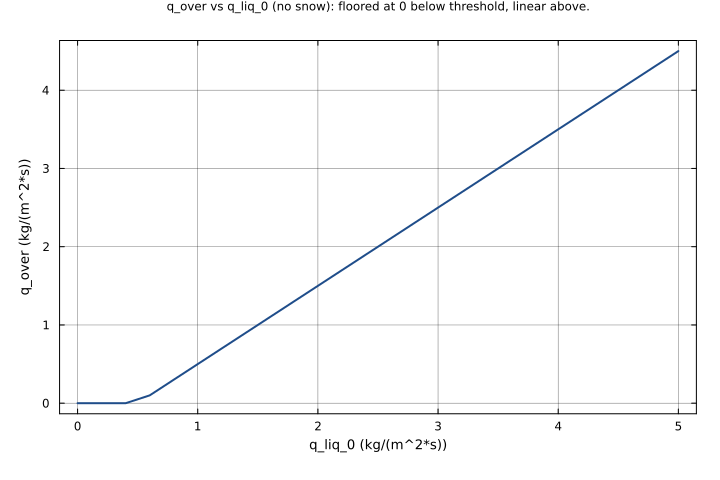 q_over vs q_liq_0 (no snow): floored at 0 below threshold, linear above.
4
3
2
1
0
q_over (kg/(m^2*s))
0 1 2 3 4 5
q_liq_0 (kg/(m^2*s))